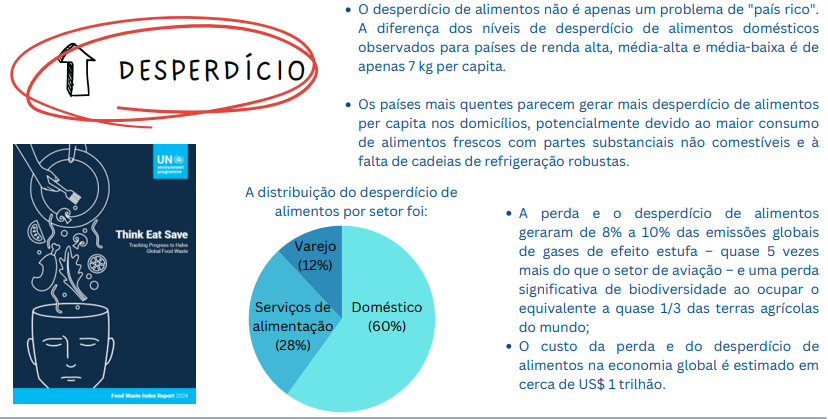 DESPERDÍCIO
• O desperdício de alimentos não é apenas um problema de "país rico".
A diferença dos níveis de desperdício de alimentos domésticos
observados para países de renda alta, média-alta e média-baixa é de
apenas 7 kg per capita.
• Os países mais quentes parecem gerar mais desperdício de alimentos
per capita nos domicílios, potencialmente devido ao maior consumo
de alimentos frescos com partes substanciais não comestíveis e à
falta de cadeias de refrigeração robustas.
UN
environment
programme
Think Eat Save
Tracking Progress to Halve
Global Food Waste
Food Waste Index Report 2024
A distribuição do desperdício de
alimentos por setor foi:
Varejo
(12%)
Serviços de
alimentação
(28%)
Doméstico
(60%)
• A perda e o desperdício de alimentos
geraram de 8% a 10% das emissões globais
de gases de efeito estufa – quase 5 vezes
mais do que o setor de aviação – e uma perda
significativa de biodiversidade ao ocupar o
equivalente a quase 1/3 das terras agrícolas
do mundo;
• O custo da perda e do desperdício de
alimentos na economia global é estimado em
cerca de US$ 1 trilhão.